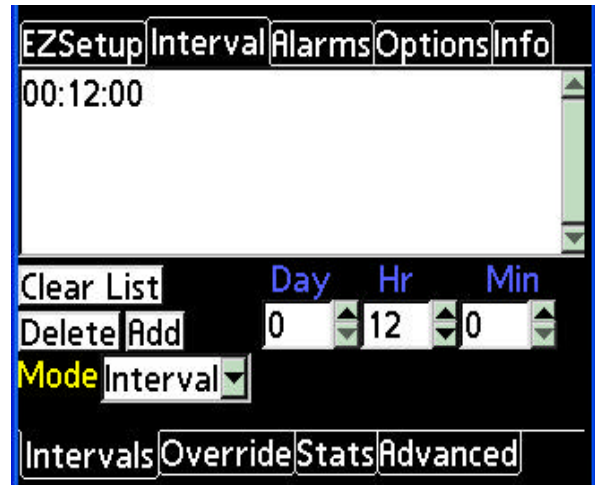 EZSetup Interval Alarms Options Info
00:12:00
Clear List Day Hr Min
Delete Add 0 12 0
Mode Interval
Intervals Override Stats Advanced